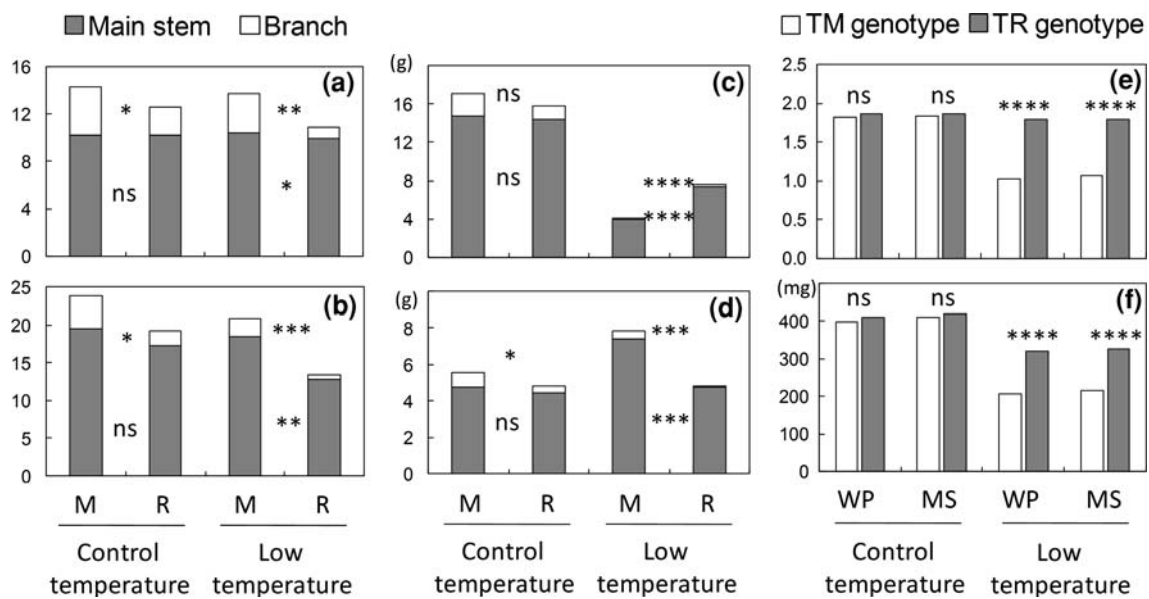 Main stem Branch
TM genotype TR genotype
(a)
16
12
8
4
0
*
**
ns
*
(b)
25
20
15
10
5
0
*
***
ns
**
M R M R
Control temperature
Low temperature
(g)
(c)
16
12
8
4
0
ns
ns
****
****
(g)
(d)
8
6
4
2
0
*
***
ns
***
M R M R
Control temperature
Low temperature
(e)
2.5
2.0
1.5
1.0
0.5
0.0
ns ns
**** ****
(mg)
(f)
400
300
200
100
0
ns ns
**** ****
WP MS WP MS
Control temperature
Low temperature